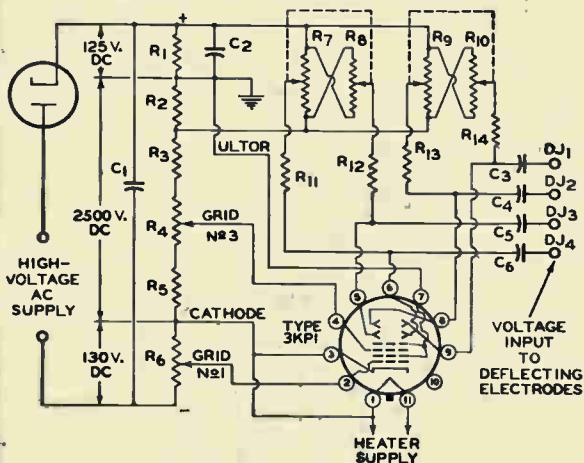 +
125 V.
DC
R1
C2
R7
R8
R9
R10
R2
R14
DJ1
ULTOR
R3
R11
R12
R13
C3
DJ2
C1
C4
2500 V.
DC
R4
GRID
Nº3
C5
DJ3
C6
DJ4
HIGH-
VOLTAGE
AC
SUPPLY
R5
5
6
7
CATHODE
TYPE
3KP1
4
8
VOLTAGE
INPUT
TO
DEFLECTING
ELECTRODES
130 V.
DC
R6
GRID
Nº1
3
9
2
10
1
11
-
HEATER
SUPPLY